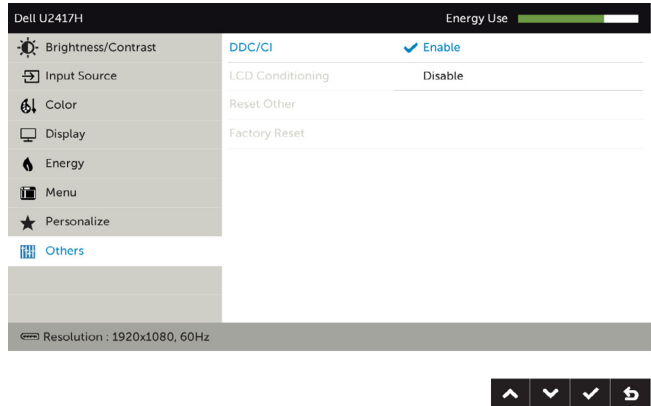 Dell U2417H
Energy Use
Brightness/Contrast
DDC/CI
Enable
Input Source
LCD Conditioning
Disable
Color
Reset Other
Display
Factory Reset
Energy
Menu
Personalize
Others
Resolution : 1920x1080, 60Hz